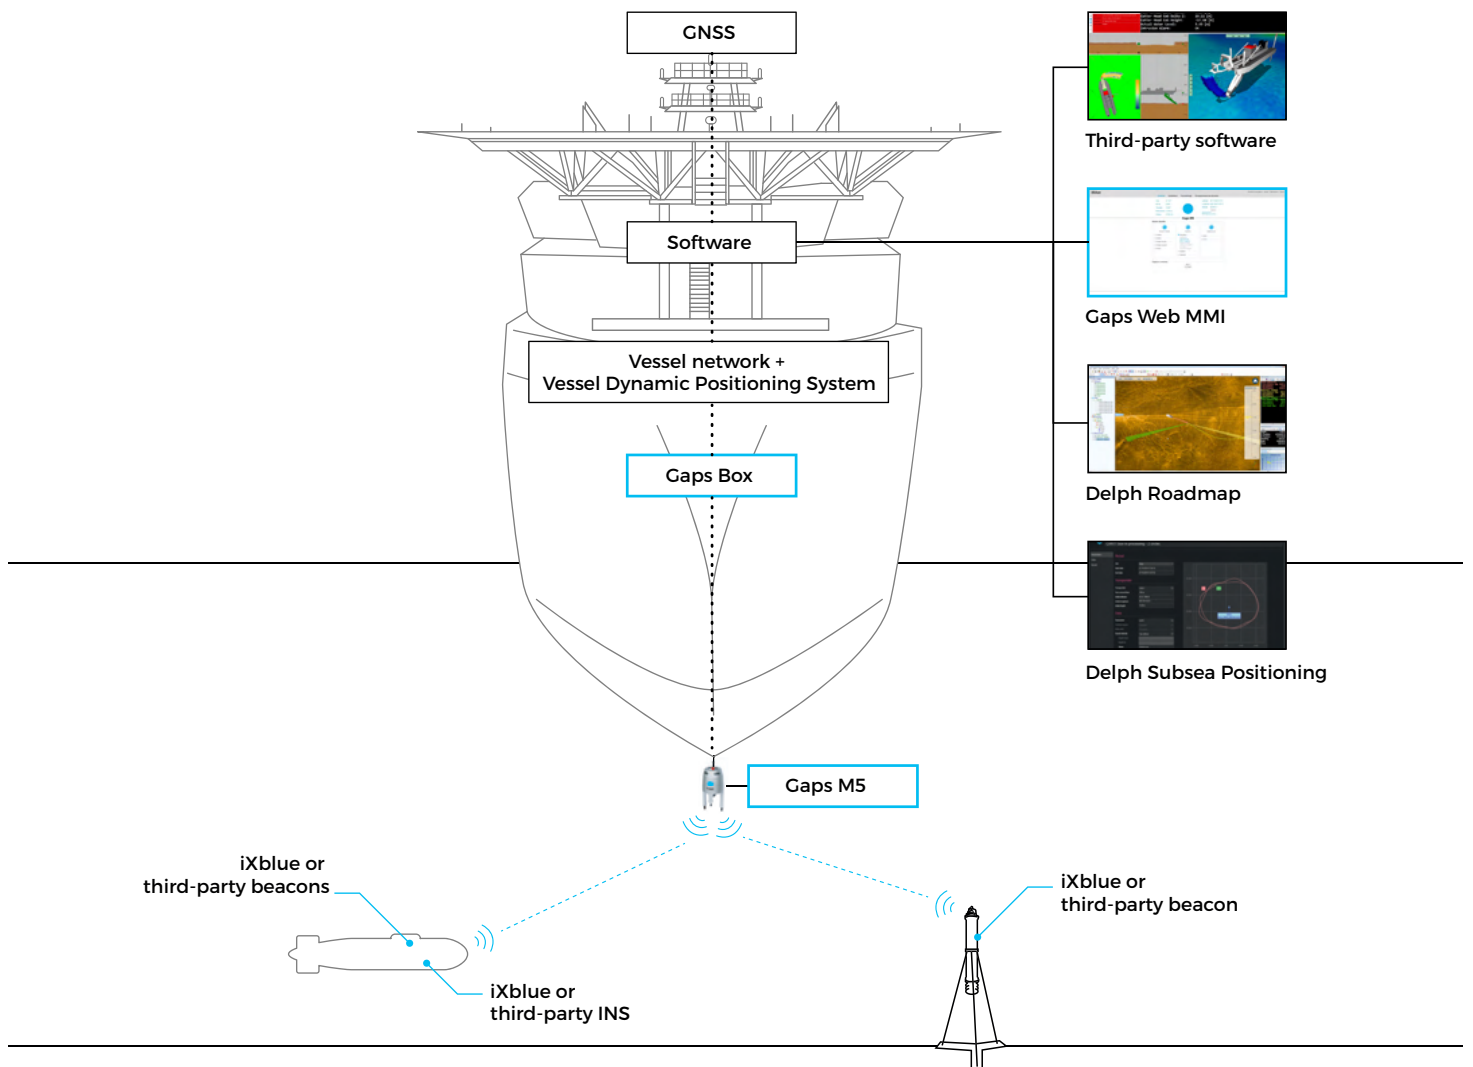 GNSS
Third-party software
Software
Gaps Web MMI
Vessel network +
Vessel Dynamic Positioning System
Gaps Box
Delph Roadmap
Delph Subsea Positioning
Gaps M5
iXblue or
third-party beacons
iXblue or
third-party beacon
iXblue or
third-party INS